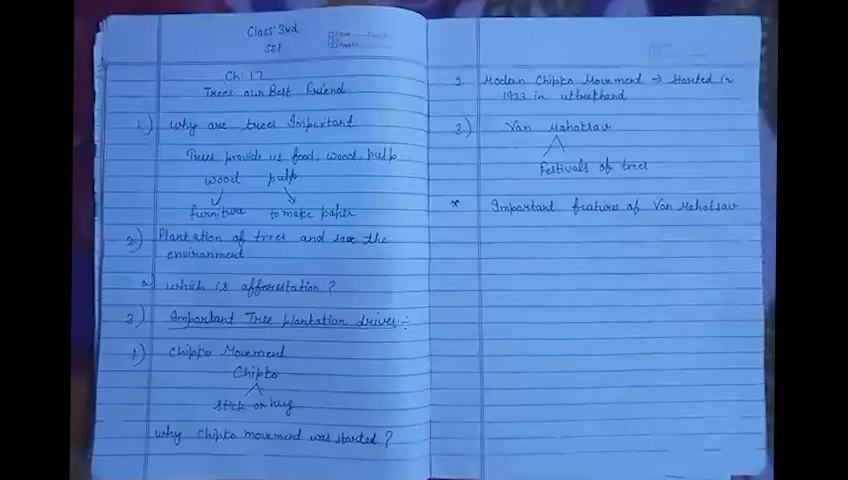 Class 3rd
SSt
Ch: 17
Trees our Best Friend
1.) why are trees Important
Trees provide us food, wood, pulp
wood pulp
furniture to make paper
2.) Plantation of trees and save the
environment
a) which is afforestation ?
3.) Important Tree plantation drives :-
1.) Chipko Movement
Chipko
stick or hug
why chipko movement was started ?
2. Modern Chipko Movement → started in
1973 in uttrakhand
3.) Van Mahotsav
Festivals of trees
* Important feature of Van Mahotsav